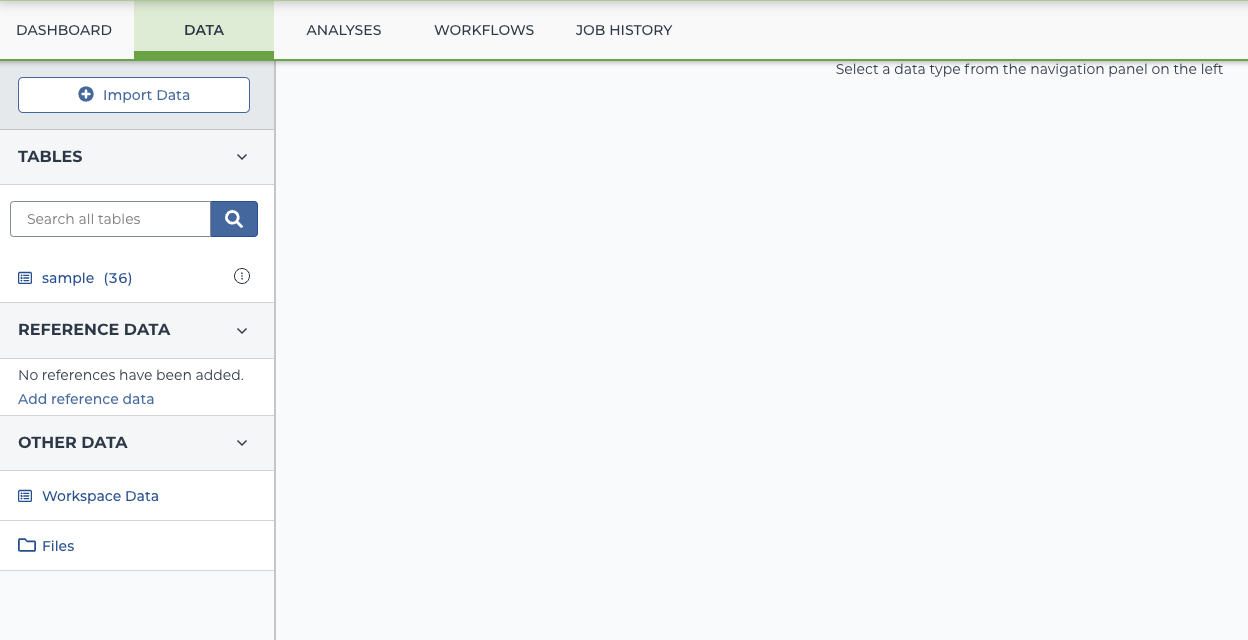 DASHBOARD DATA ANALYSES WORKFLOWS JOB HISTORY
Select a data type from the navigation panel on the left
Import Data
TABLES
Search all tables
sample (36)
REFERENCE DATA
No references have been added.
Add reference data
OTHER DATA
Workspace Data
Files